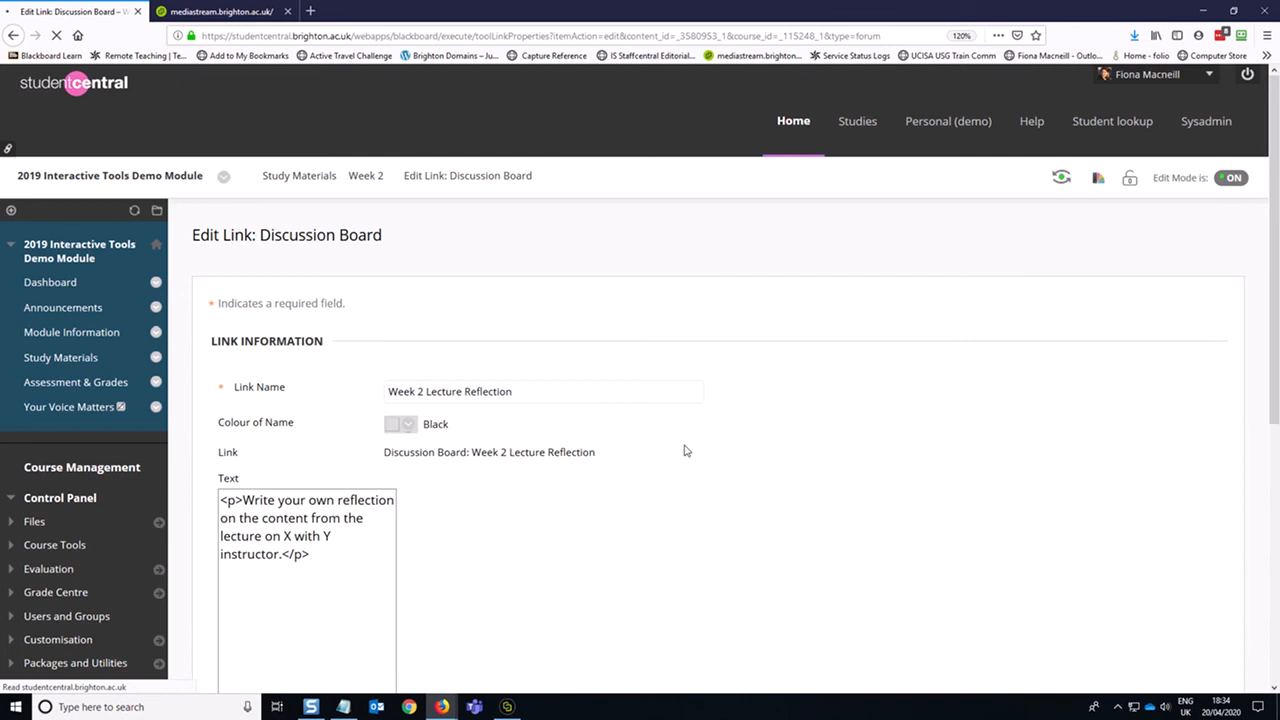 Edit Link: Discussion Board – W
mediastream.brighton.ac.uk/
https://studentcentral.brighton.ac.uk/webapps/blackboard/execute/toolLinkProperties?itemAction=edit&content_id=_3580953_1&course_id=_115248_1&type=forum
120%
Blackboard Learn
Remote Teaching | Te...
Add to My Bookmarks
Active Travel Challenge
Brighton Domains – Ju...
Capture Reference
IS Staffcentral Editorial...
mediastream.brighton...
Service Status Logs
UCISA USG Train Comm
Fiona Macneill - Outlo...
Home - folio
Computer Store
studentcentral
Fiona Macneill
Home
Studies
Personal (demo)
Help
Student lookup
Sysadmin
2019 Interactive Tools Demo Module
Study Materials
Week 2
Edit Link: Discussion Board
Edit Mode is:
ON
2019 Interactive Tools
Demo Module
Dashboard
Announcements
Module Information
Study Materials
Assessment & Grades
Your Voice Matters
Course Management
Control Panel
Files
Course Tools
Evaluation
Grade Centre
Users and Groups
Customisation
Packages and Utilities
Edit Link: Discussion Board
* Indicates a required field.
LINK INFORMATION
* Link Name
Week 2 Lecture Reflection
Colour of Name
Black
Link
Discussion Board: Week 2 Lecture Reflection
Text
<p>Write your own reflection
on the content from the
lecture on X with Y
instructor.</p>
Read studentcentral.brighton.ac.uk
Type here to search
ENG
UK
18:34
20/04/2020